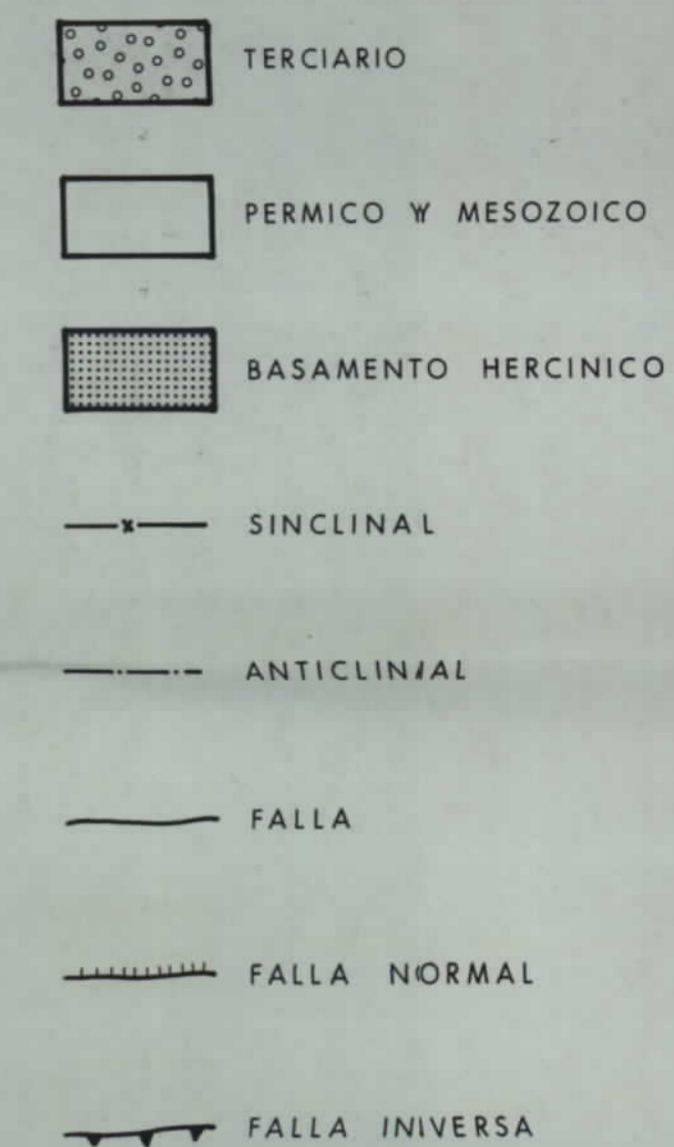 TERCIARIO
PERMICO Y MESOZOICO
BASAMENTO HERCINICO
SINCLINAL
ANTICLINAL
FALLA
FALLA NORMAL
FALLA INVERSA